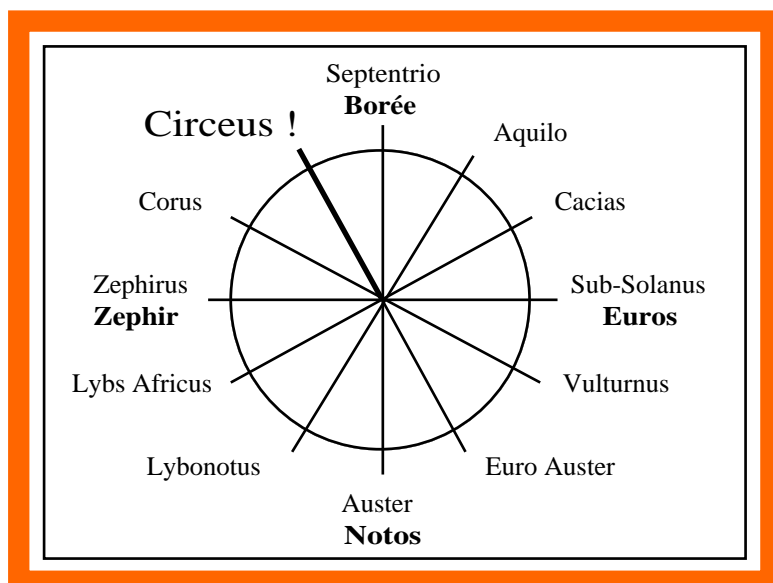 Septentrio
Borée
Circeus !
Aquilo
Corus
Cacias
Zephirus
Zephir
Sub-Solanus
Euros
Lybs Africus
Vulturnus
Lybonotus
Euro Auster
Auster
Notos